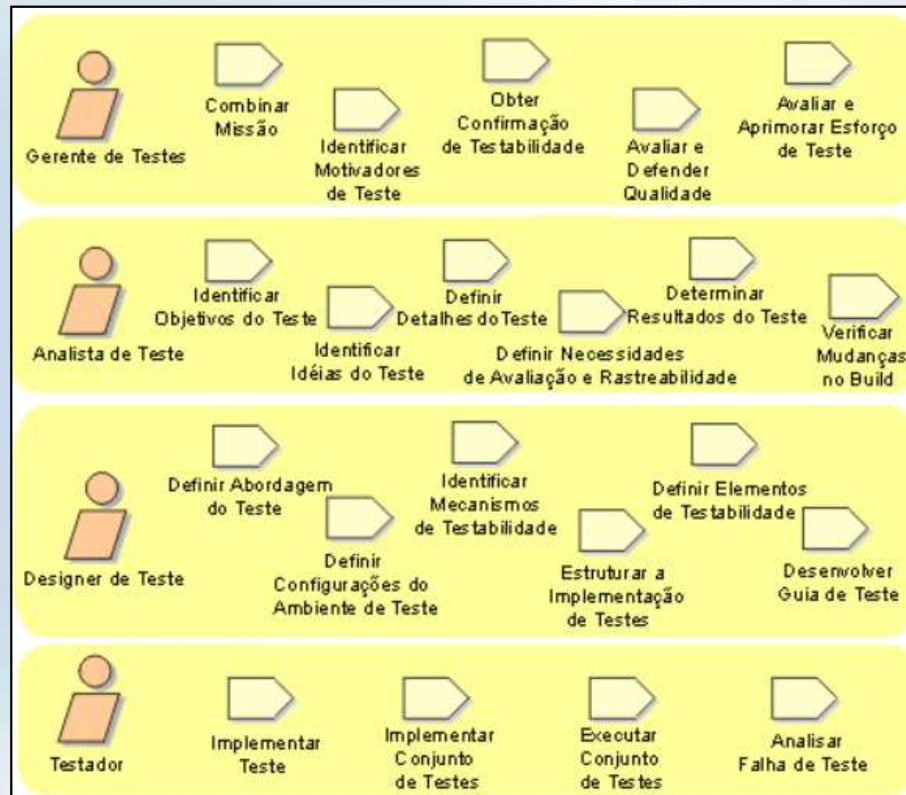 Gerente de Testes
Combinar
Missão
Identificar
Motivadores
de Teste
Obter
Confirmação
de Testabilidade
Avaliar e
Defender
Qualidade
Avaliar e
Aprimorar Esforço
de Teste
Analista de Teste
Identificar
Objetivos do Teste
Identificar
Idéias do Teste
Definir
Detalhes do Teste
Definir Necessidades
de Avaliação e Rastreabilidade
Determinar
Resultados do Teste
Verificar
Mudanças
no Build
Designer de Teste
Definir Abordagem
do Teste
Definir
Configurações do
Ambiente de Teste
Identificar
Mecanismos
de Testabilidade
Estruturar a
Implementação
de Testes
Definir Elementos
de Testabilidade
Desenvolver
Guia de Teste
Testador
Implementar
Teste
Implementar
Conjunto
de Testes
Executar
Conjunto
de Testes
Analisar
Falha de Teste